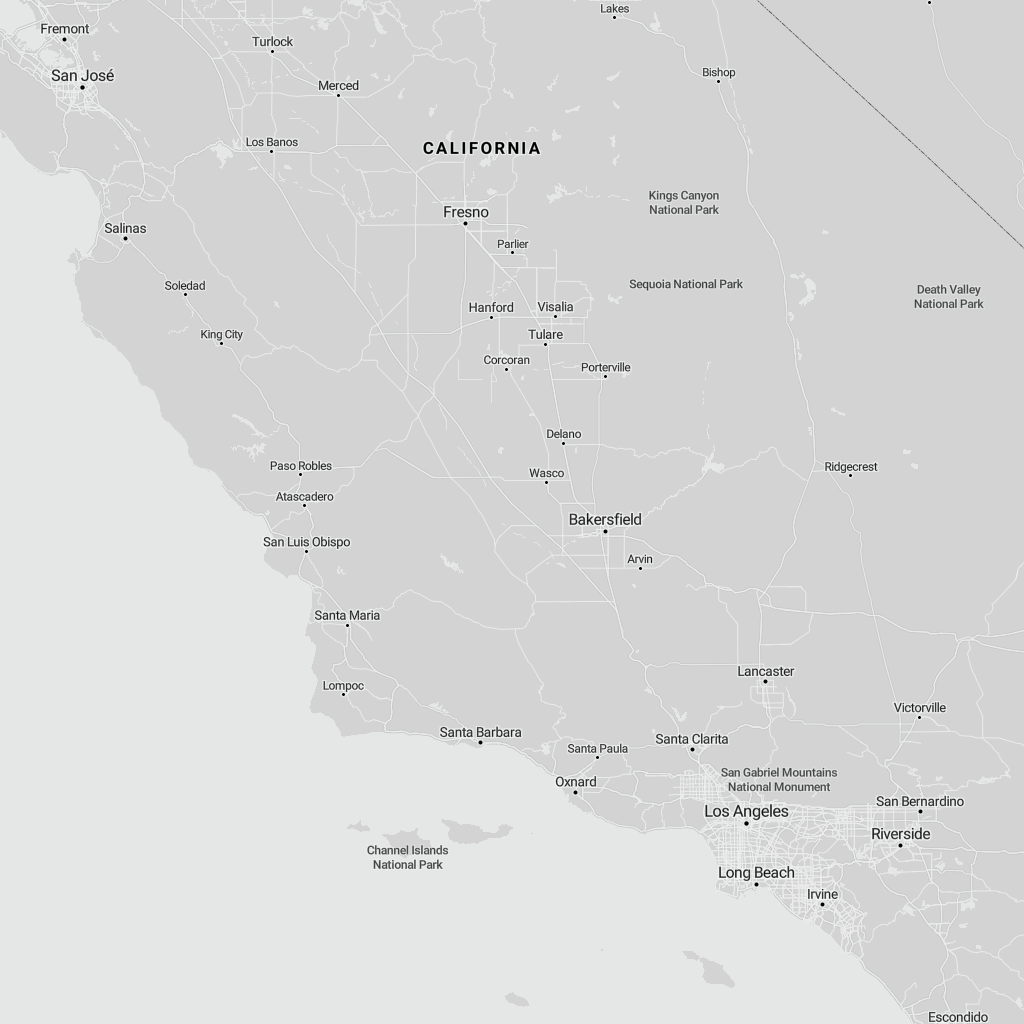 Lakes
Fremont
Turlock
San José
Bishop
Merced
Los Banos
CALIFORNIA
Kings Canyon
National Park
Fresno
Salinas
Parlier
Soledad
Sequoia National Park
Death Valley
National Park
Hanford
Visalia
King City
Tulare
Corcoran
Porterville
Delano
Paso Robles
Wasco
Ridgecrest
Atascadero
Bakersfield
San Luis Obispo
Arvin
Santa Maria
Lancaster
Lompoc
Victorville
Santa Barbara
Santa Clarita
Santa Paula
San Gabriel Mountains
National Monument
Oxnard
San Bernardino
Los Angeles
Riverside
Channel Islands
National Park
Long Beach
Irvine
Escondido